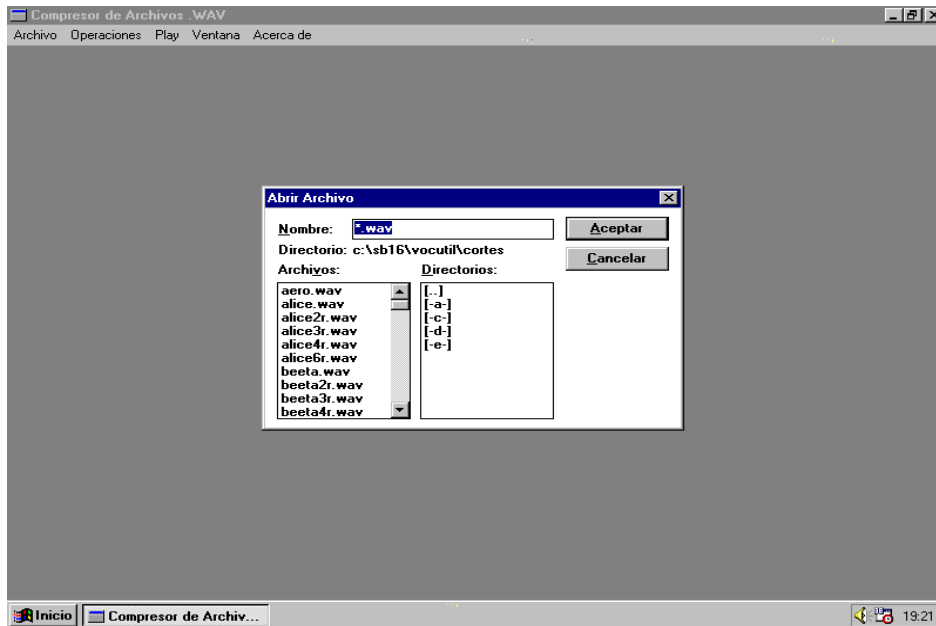 Compresor de Archivos .WAV
Archivo Operaciones Play Ventana Acerca de
Abrir Archivo
Nombre: *.wav Aceptar
Directorio: c:\sb16\vocutil\cortes Cancelar
Archivos: Directorios:
aero.wav [..]
alice.wav [-a-]
alice2r.wav [-c-]
alice3r.wav [-d-]
alice4r.wav [-e-]
alice6r.wav
beeta.wav
beeta2r.wav
beeta3r.wav
beeta4r.wav
Inicio Compresor de Archiv... 19:21